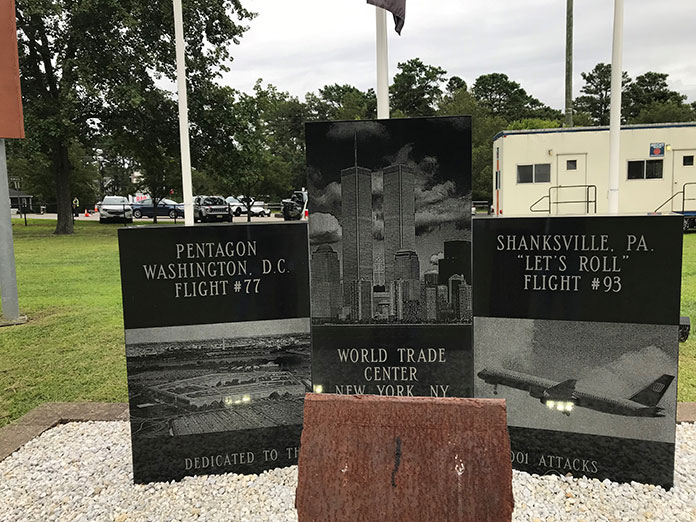 PENTAGON
WASHINGTON, D.C.
FLIGHT #77
DEDICATED TO TH
WORLD TRADE
CENTER
NEW YORK, NY
SHANKSVILLE, PA.
"LET'S ROLL"
FLIGHT #93
001 ATTACKS